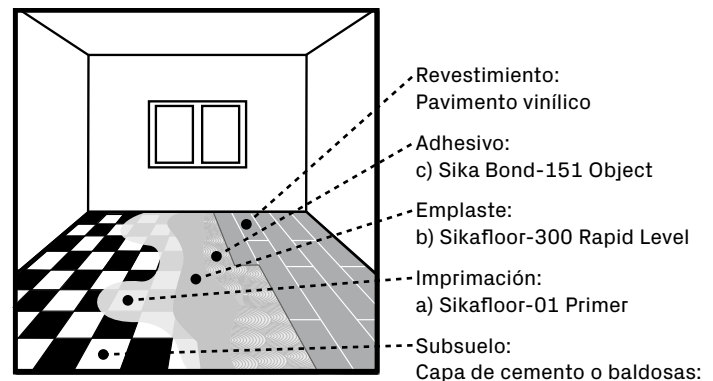 Revestimiento:
Pavimento vinílico
Adhesivo:
c) Sika Bond-151 Object
Emplaste:
b) Sikafloor-300 Rapid Level
Imprimación:
a) Sikafloor-01 Primer
Subsuelo:
Capa de cemento o baldosas: